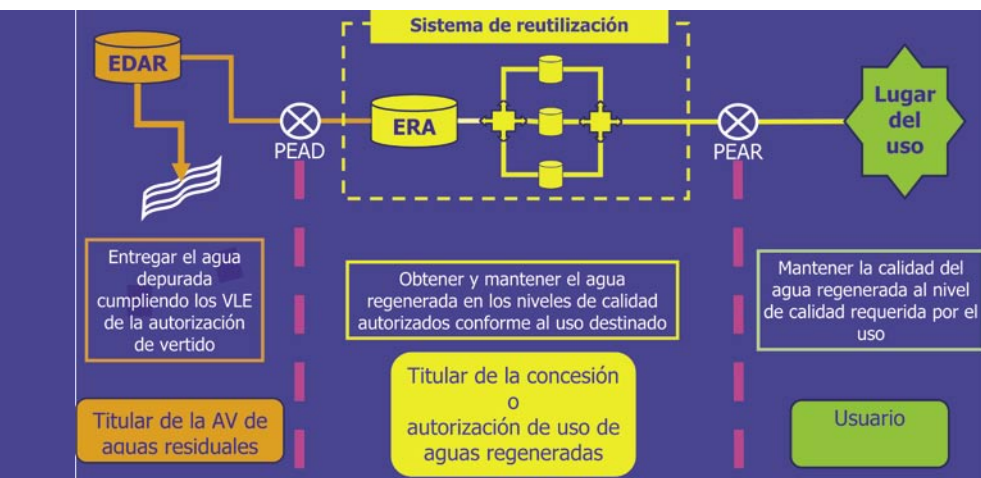 Sistema de reutilización
EDAR
PEAD
ERA
PEAR
Lugar
del
uso
Entregar el agua
depurada
cumpliendo los VLE
de la autorización
de vertido
Obtener y mantener el agua
regenerada en los niveles de calidad
autorizados conforme al uso destinado
Mantener la calidad del
agua regenerada al nivel
de calidad requerida por el
uso
Titular de la AV de
aguas residuales
Titular de la concesión
o
autorización de uso de
aguas regeneradas
Usuario